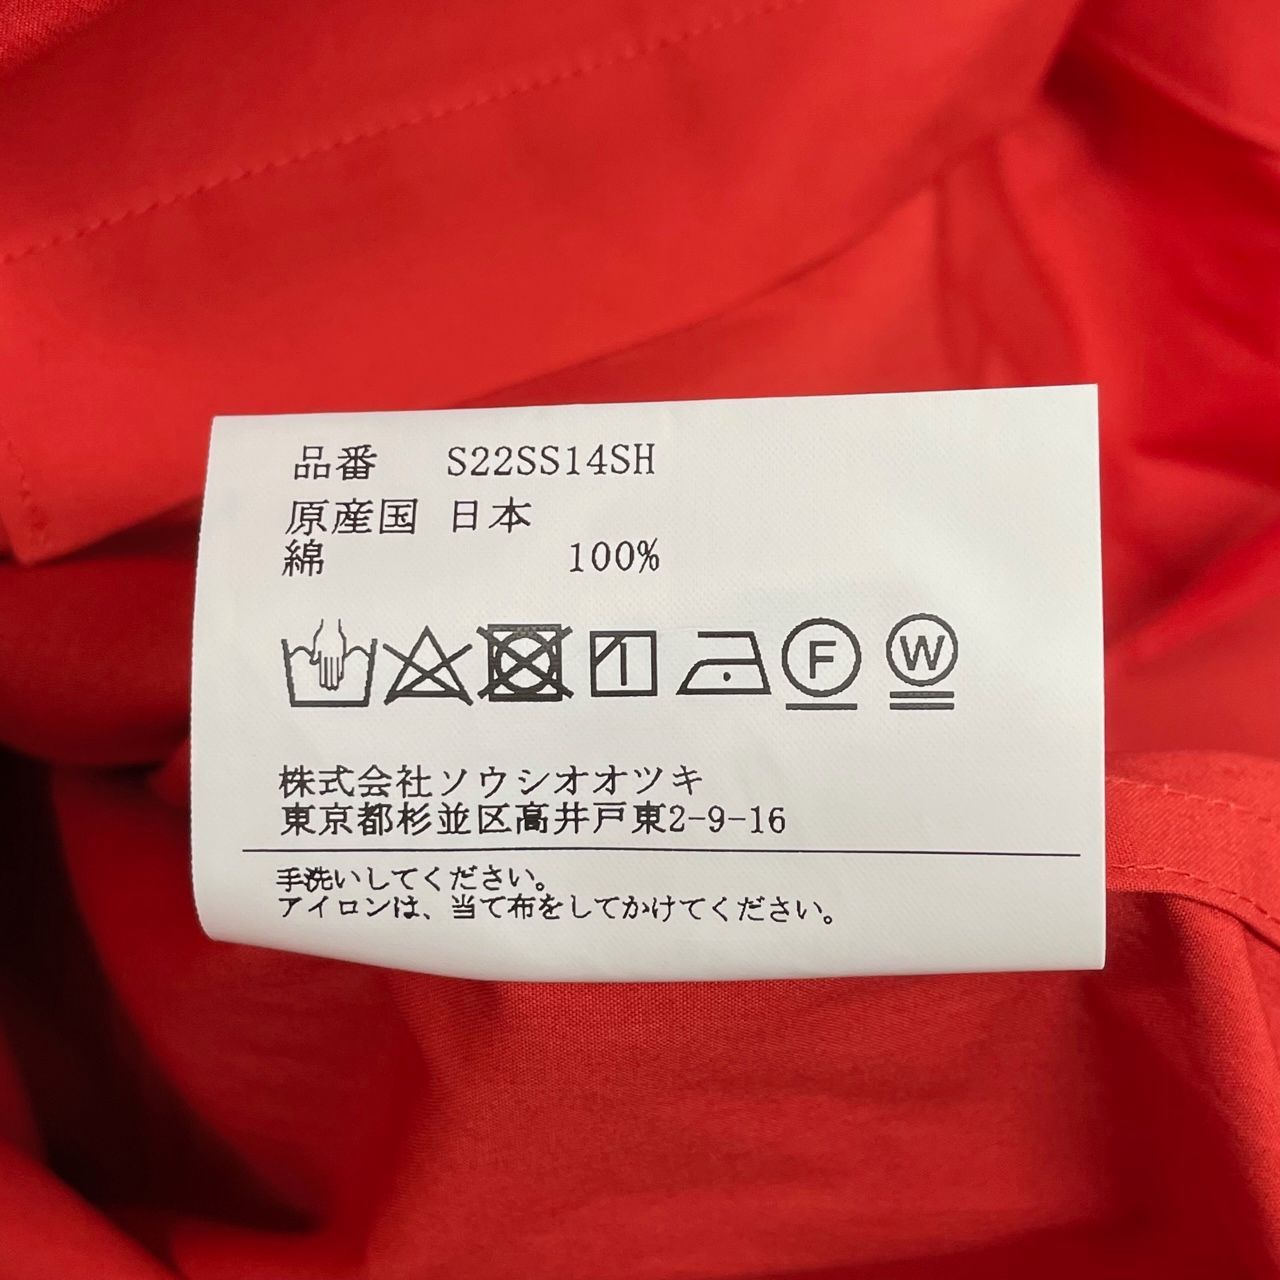 品番 S22SS14SH
原産国 日本
綿 100%
F W
株式会社ソウシオオツキ
東京都杉並区高井戸東2-9-16
手洗いしてください。
アイロンは、当て布をしてかけてください。